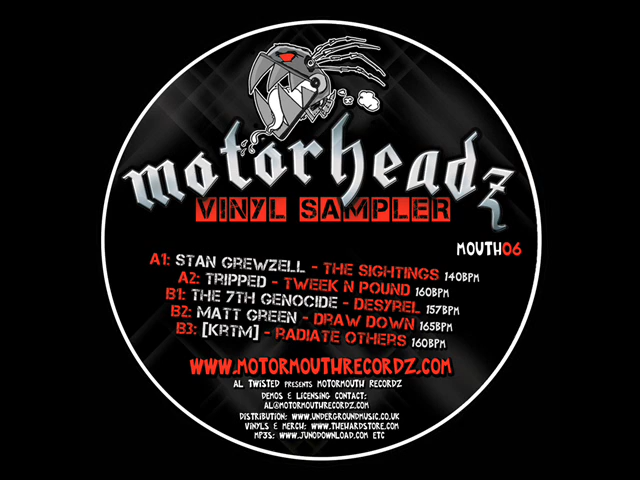 motorheadz
VINYL SAMPLER
MOUTH06
A1: STAN GREWZELL - THE SIGHTINGS 140BPM
A2: TRIPPED - TWEEK N POUND 160BPM
B1: THE 7TH GENOCIDE - DESYREL 157BPM
B2: MATT GREEN - DRAW DOWN 165BPM
B3: [KRTM] - RADIATE OTHERS 160BPM
WWW.MOTORMOUTHRECORDZ.COM
AL TWISTED PRESENTS MOTORMOUTH RECORDZ
DEMOS & LICENSING CONTACT:
AL@MOTORMOUTHRECORDZ.COM
DISTRIBUTION: WWW.UNDERGROUNDMUSIC.CO.UK
VINYLS & MERCH: WWW.THEHARDSTORE.COM
MP3S: WWW.JUNODOWNLOAD.COM ETC